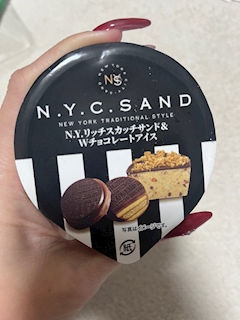 NS
N.Y.C.SAND
NEW YORK TRADITIONAL STYLE
N.Y.リッチスカッチサンド&
Wチョコレートアイス
写真はイメージです。
紙